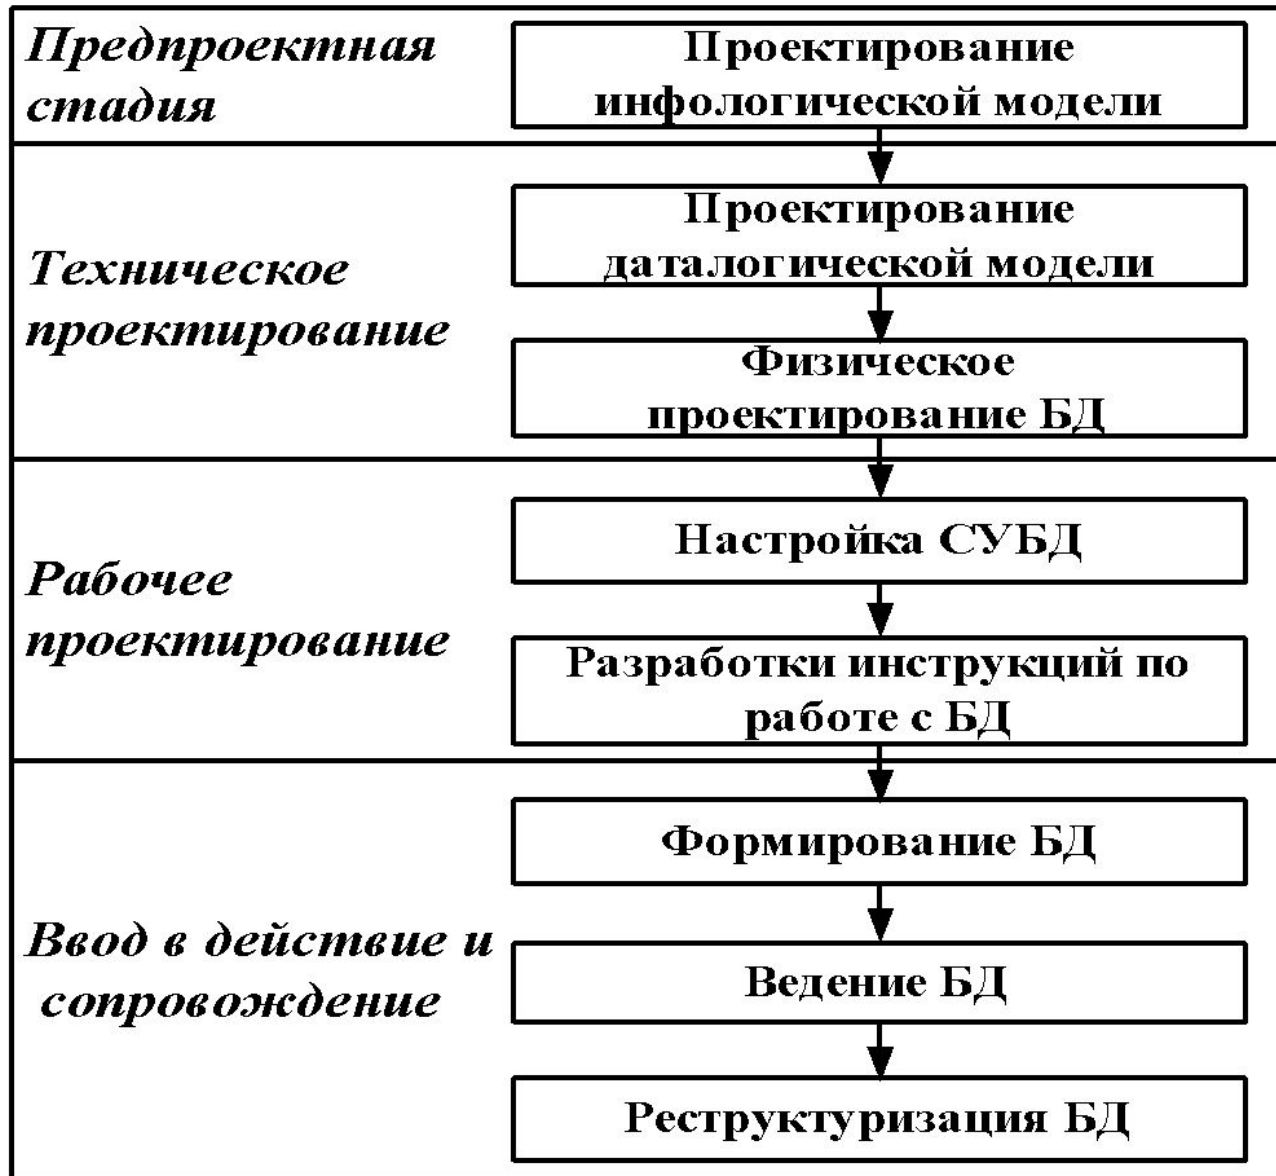 Предпроектная
стадия
Проектирование
инфологической модели
Техническое
проектирование
Проектирование
даталогической модели
Физическое
проектирование БД
Рабочее
проектирование
Настройка СУБД
Разработки инструкций по
работе с БД
Ввод в действие и
сопровождение
Формирование БД
Ведение БД
Реструктуризация БД